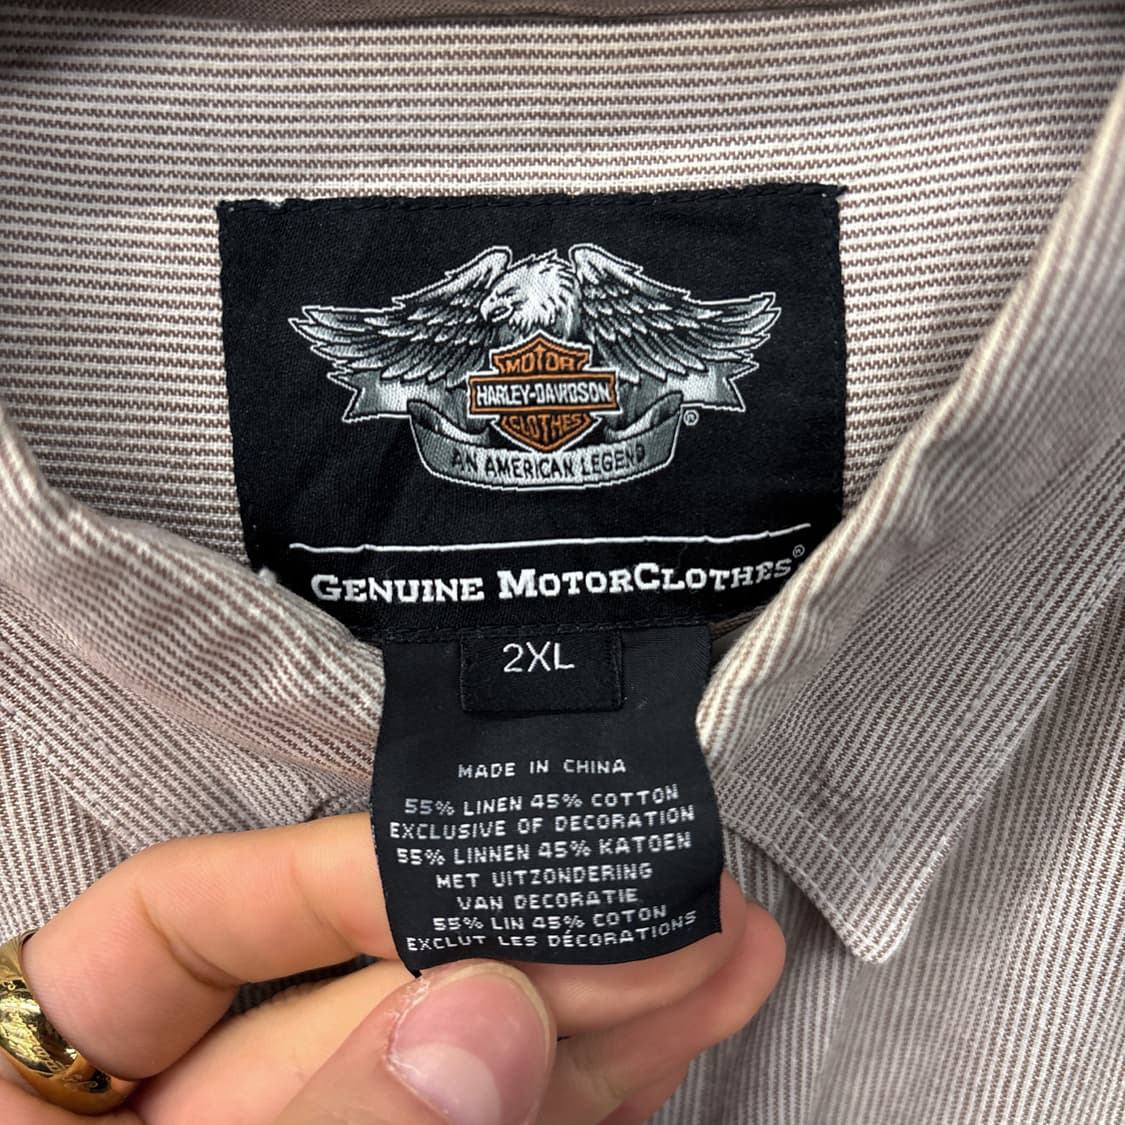 MOTOR
HARLEY-DAVIDSON
CLOTHES
®
AN AMERICAN LEGEND
GENUINE MOTORCLOTHES®
2XL
MADE IN CHINA
55% LINEN 45% COTTON
EXCLUSIVE OF DECORATION
55% LINNEN 45% KATOEN
MET UITZONDERING
VAN DECORATIE
55% LIN 45% COTON
EXCLUT LES DÉCORATIONS